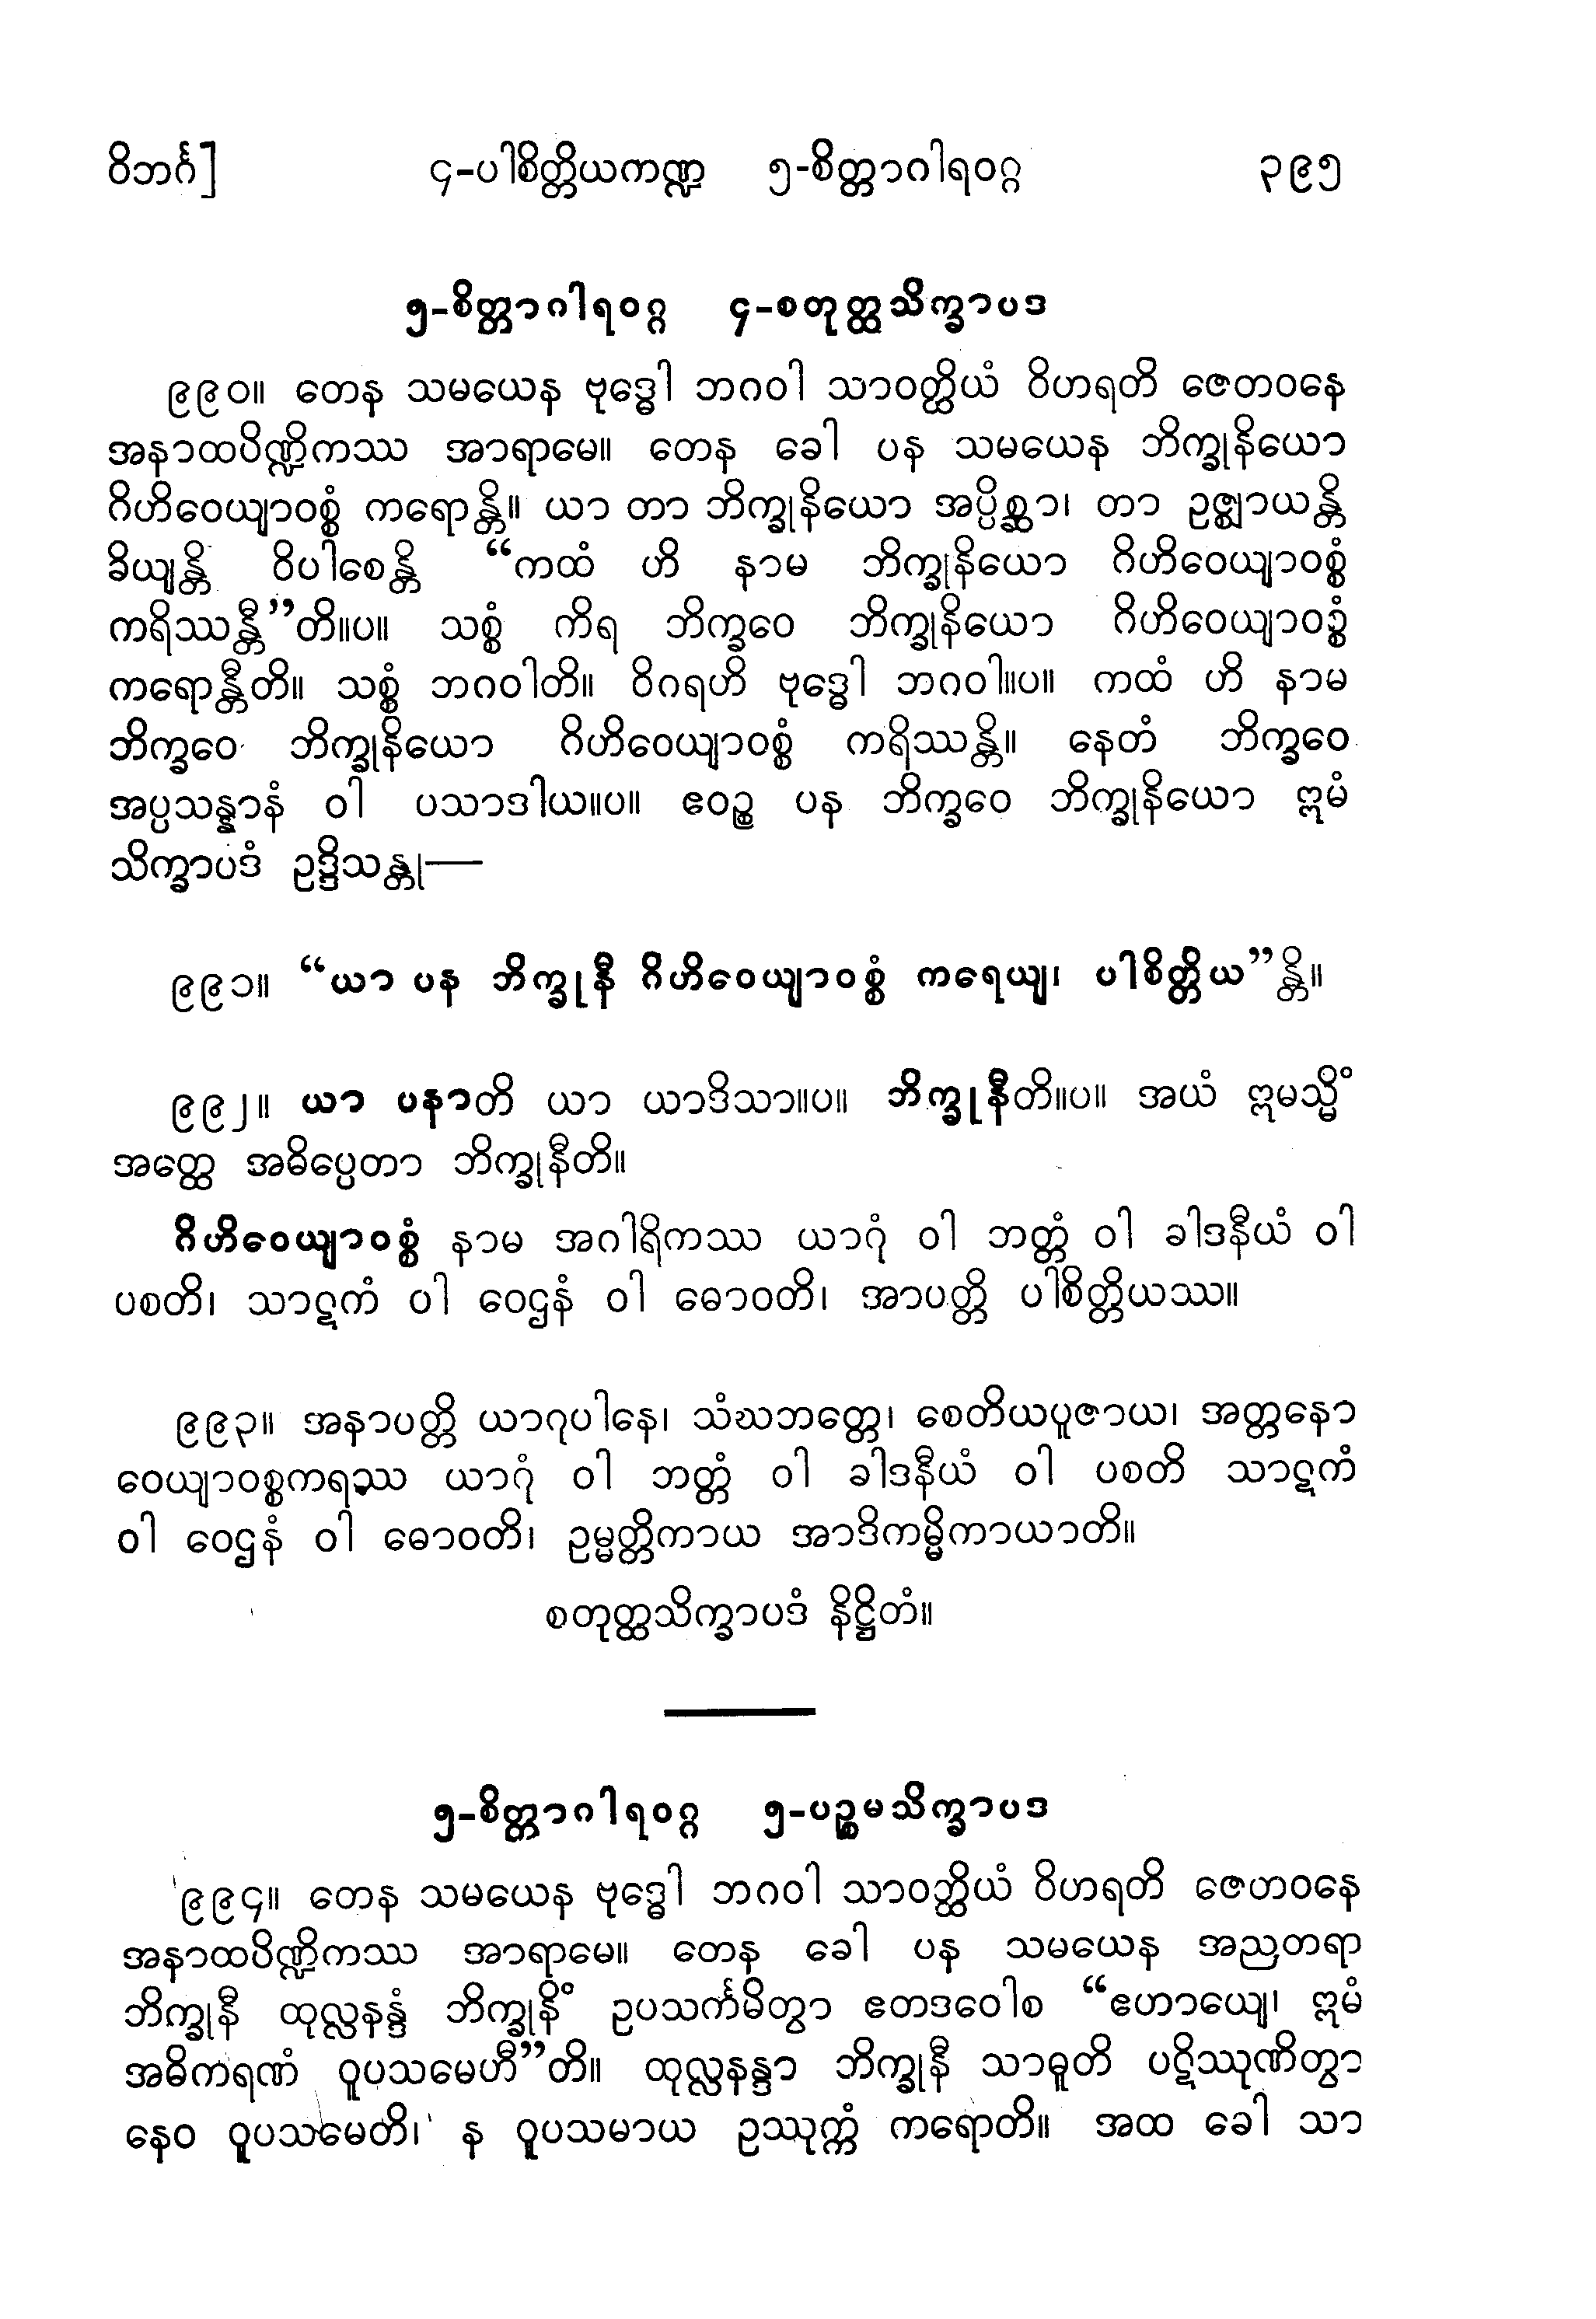 ဝိဘင်္ဂ] ၄-ပါစိတ္တိယကဏ္ဍ ၅-စိတ္တာဂါရဝဂ္ဂ ၃၉၅
၅-စိတ္တာဂါရဝဂ္ဂ ၄-စတုတ္ထသိက္ခာပဒ
၉၉၀။ တေန သမယေန ဗုဒ္ဓေါ ဘဂဝါ သာဝတ္ထိယံ ဝိဟရတိ ဇေတဝနေ
အနာထပိဏ္ဍိကဿ အာရာမေ။ တေန ခေါ ပန သမယေန ဘိက္ခုနိယော
ဂိဟိဝေယျာဝစ္စံ ကရောန္တိ။ ယာ တာ ဘိက္ခုနိယော အပ္ပိစ္ဆာ၊ တာ ဥဇ္ဈာယန္တိ
ခိယျန္တိ ဝိပါစေန္တိ “ကထံ ဟိ နာမ ဘိက္ခုနိယော ဂိဟိဝေယျာဝစ္စံ
ကရိဿန္တီ”တိ။ပ။ သစ္စံ ကိရ ဘိက္ခဝေ ဘိက္ခုနိယော ဂိဟိဝေယျာဝစ္စံ
ကရောန္တီတိ။ သစ္စံ ဘဂဝါတိ။ ဝိဂရဟိ ဗုဒ္ဓေါ ဘဂဝါ။ပ။ ကထံ ဟိ နာမ
ဘိက္ခဝေ ဘိက္ခုနိယော ဂိဟိဝေယျာဝစ္စံ ကရိဿန္တိ။ နေတံ ဘိက္ခဝေ
အပ္ပသန္နာနံ ဝါ ပသာဒါယ။ပ။ ဧဝဉ္စ ပန ဘိက္ခဝေ ဘိက္ခုနိယော ဣမံ
သိက္ခာပဒံ ဥဒ္ဒိသန္တု—
၉၉၁။ “ယာ ပန ဘိက္ခုနီ ဂိဟိဝေယျာဝစ္စံ ကရေယျ၊ ပါစိတ္တိယ”န္တိ။
၉၉၂။ ယာ ပနာတိ ယာ ယာဒိသာ။ပ။ ဘိက္ခုနီတိ။ပ။ အယံ ဣမသ္မိံ
အတ္ထေ အဓိပ္ပေတာ ဘိက္ခုနီတိ။
ဂိဟိဝေယျာဝစ္စံ နာမ အဂါရိကဿ ယာဂုံ ဝါ ဘတ္တံ ဝါ ခါဒနီယံ ဝါ
ပစတိ၊ သာဋကံ ဝါ ဝေဌနံ ဝါ ဓောဝတိ၊ အာပတ္တိ ပါစိတ္တိယဿ။
၉၉၃။ အနာပတ္တိ ယာဂုပါနေ၊ သံဃဘတ္တေ၊ စေတိယပူဇာယ၊ အတ္တနော
ဝေယျာဝစ္စကရဿ ယာဂုံ ဝါ ဘတ္တံ ဝါ ခါဒနီယံ ဝါ ပစတိ သာဋကံ
ဝါ ဝေဌနံ ဝါ ဓောဝတိ၊ ဥမ္မတ္တိကာယ အာဒိကမ္မိကာယာတိ။
စတုတ္ထသိက္ခာပဒံ နိဋ္ဌိတံ။
၅-စိတ္တာဂါရဝဂ္ဂ ၅-ပဉ္စမသိက္ခာပဒ
၉၉၄။ တေန သမယေန ဗုဒ္ဓေါ ဘဂဝါ သာဝတ္ထိယံ ဝိဟရတိ ဇေတဝနေ
အနာထပိဏ္ဍိကဿ အာရာမေ။ တေန ခေါ ပန သမယေန အညတရာ
ဘိက္ခုနီ ထုလ္လနန္ဒံ ဘိက္ခုနိံ ဥပသင်္ကမိတွာ ဧတဒဝေါစ “ဧဟာယျေ၊ ဣမံ
အဓိကရဏံ ဝူပသမေဟီ”တိ။ ထုလ္လနန္ဒာ ဘိက္ခုနီ သာဓူတိ ပဋိဿုဏိတွာ
နေဝ ဝူပသမေတိ၊ န ဝူပသမာယ ဥဿုက္ကံ ကရောတိ။ အထ ခေါ သာ